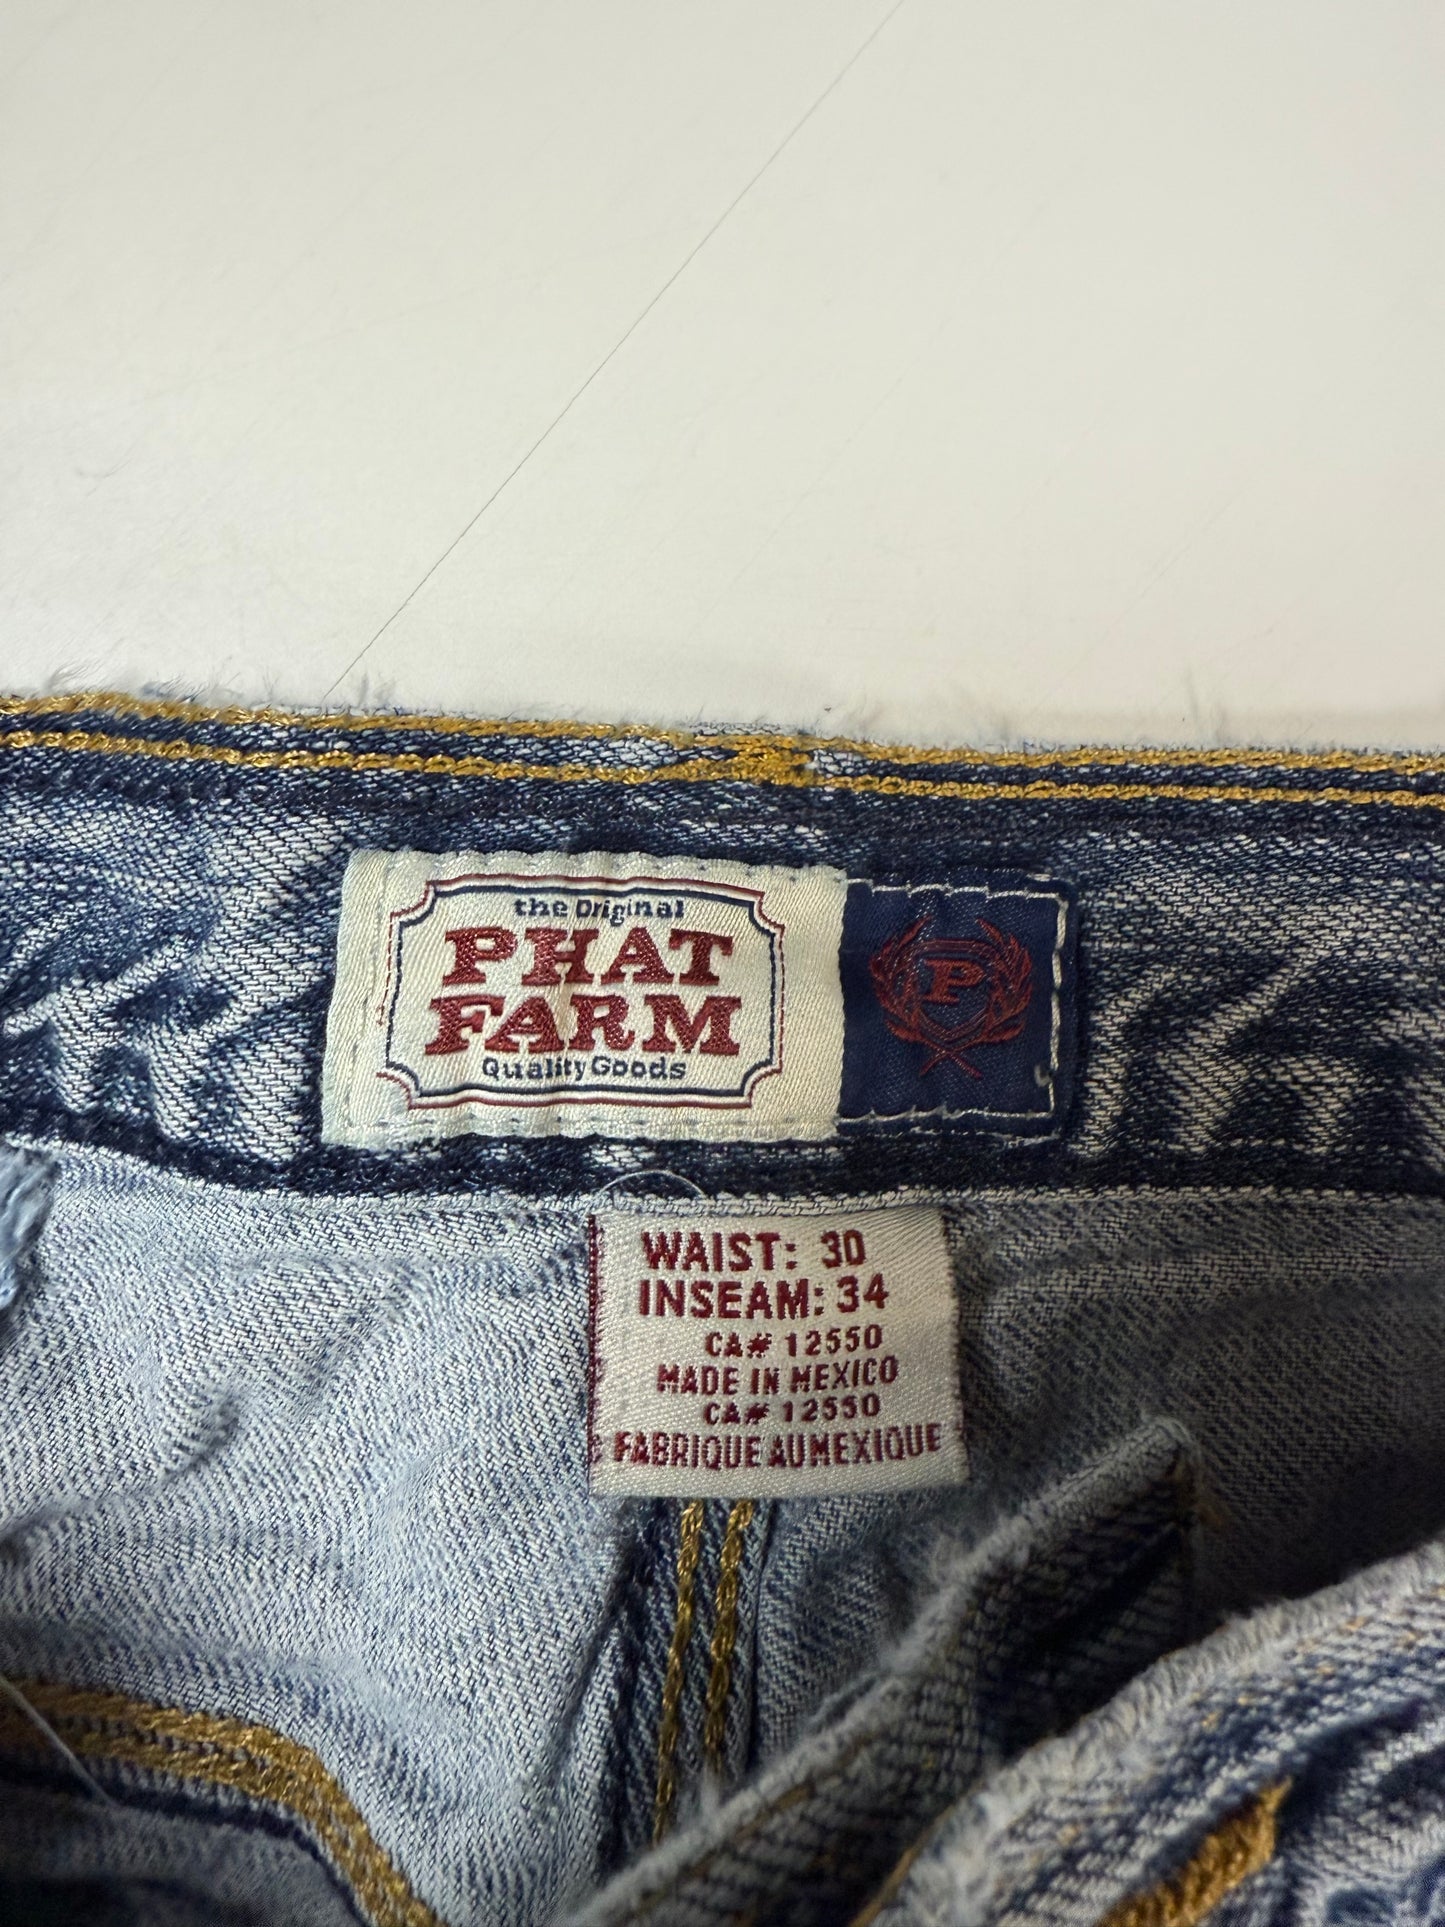 the Original
PHAT
FARM
Quality Goods
P
WAIST: 30
INSEAM: 34
CA# 12550
MADE IN MEXICO
CA# 12550
FABRIQUE AU MEXIQUE